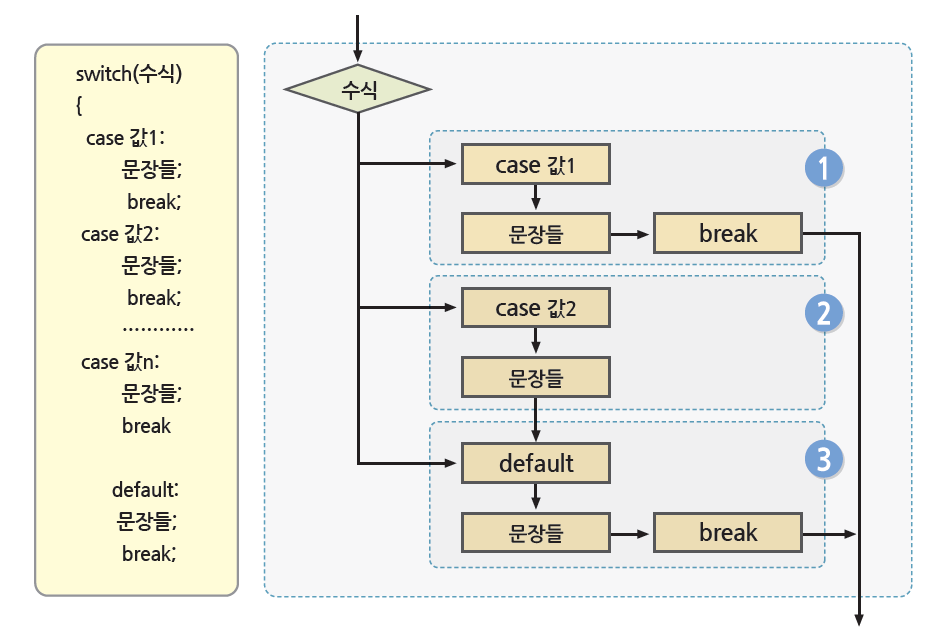 switch(수식)
{
case 값1:
문장들;
break;
case 값2:
문장들;
break;
............
case 값n:
문장들;
break
default:
문장들;
break;
수식
case 값1
1
문장들
break
case 값2
2
문장들
default
3
문장들
break